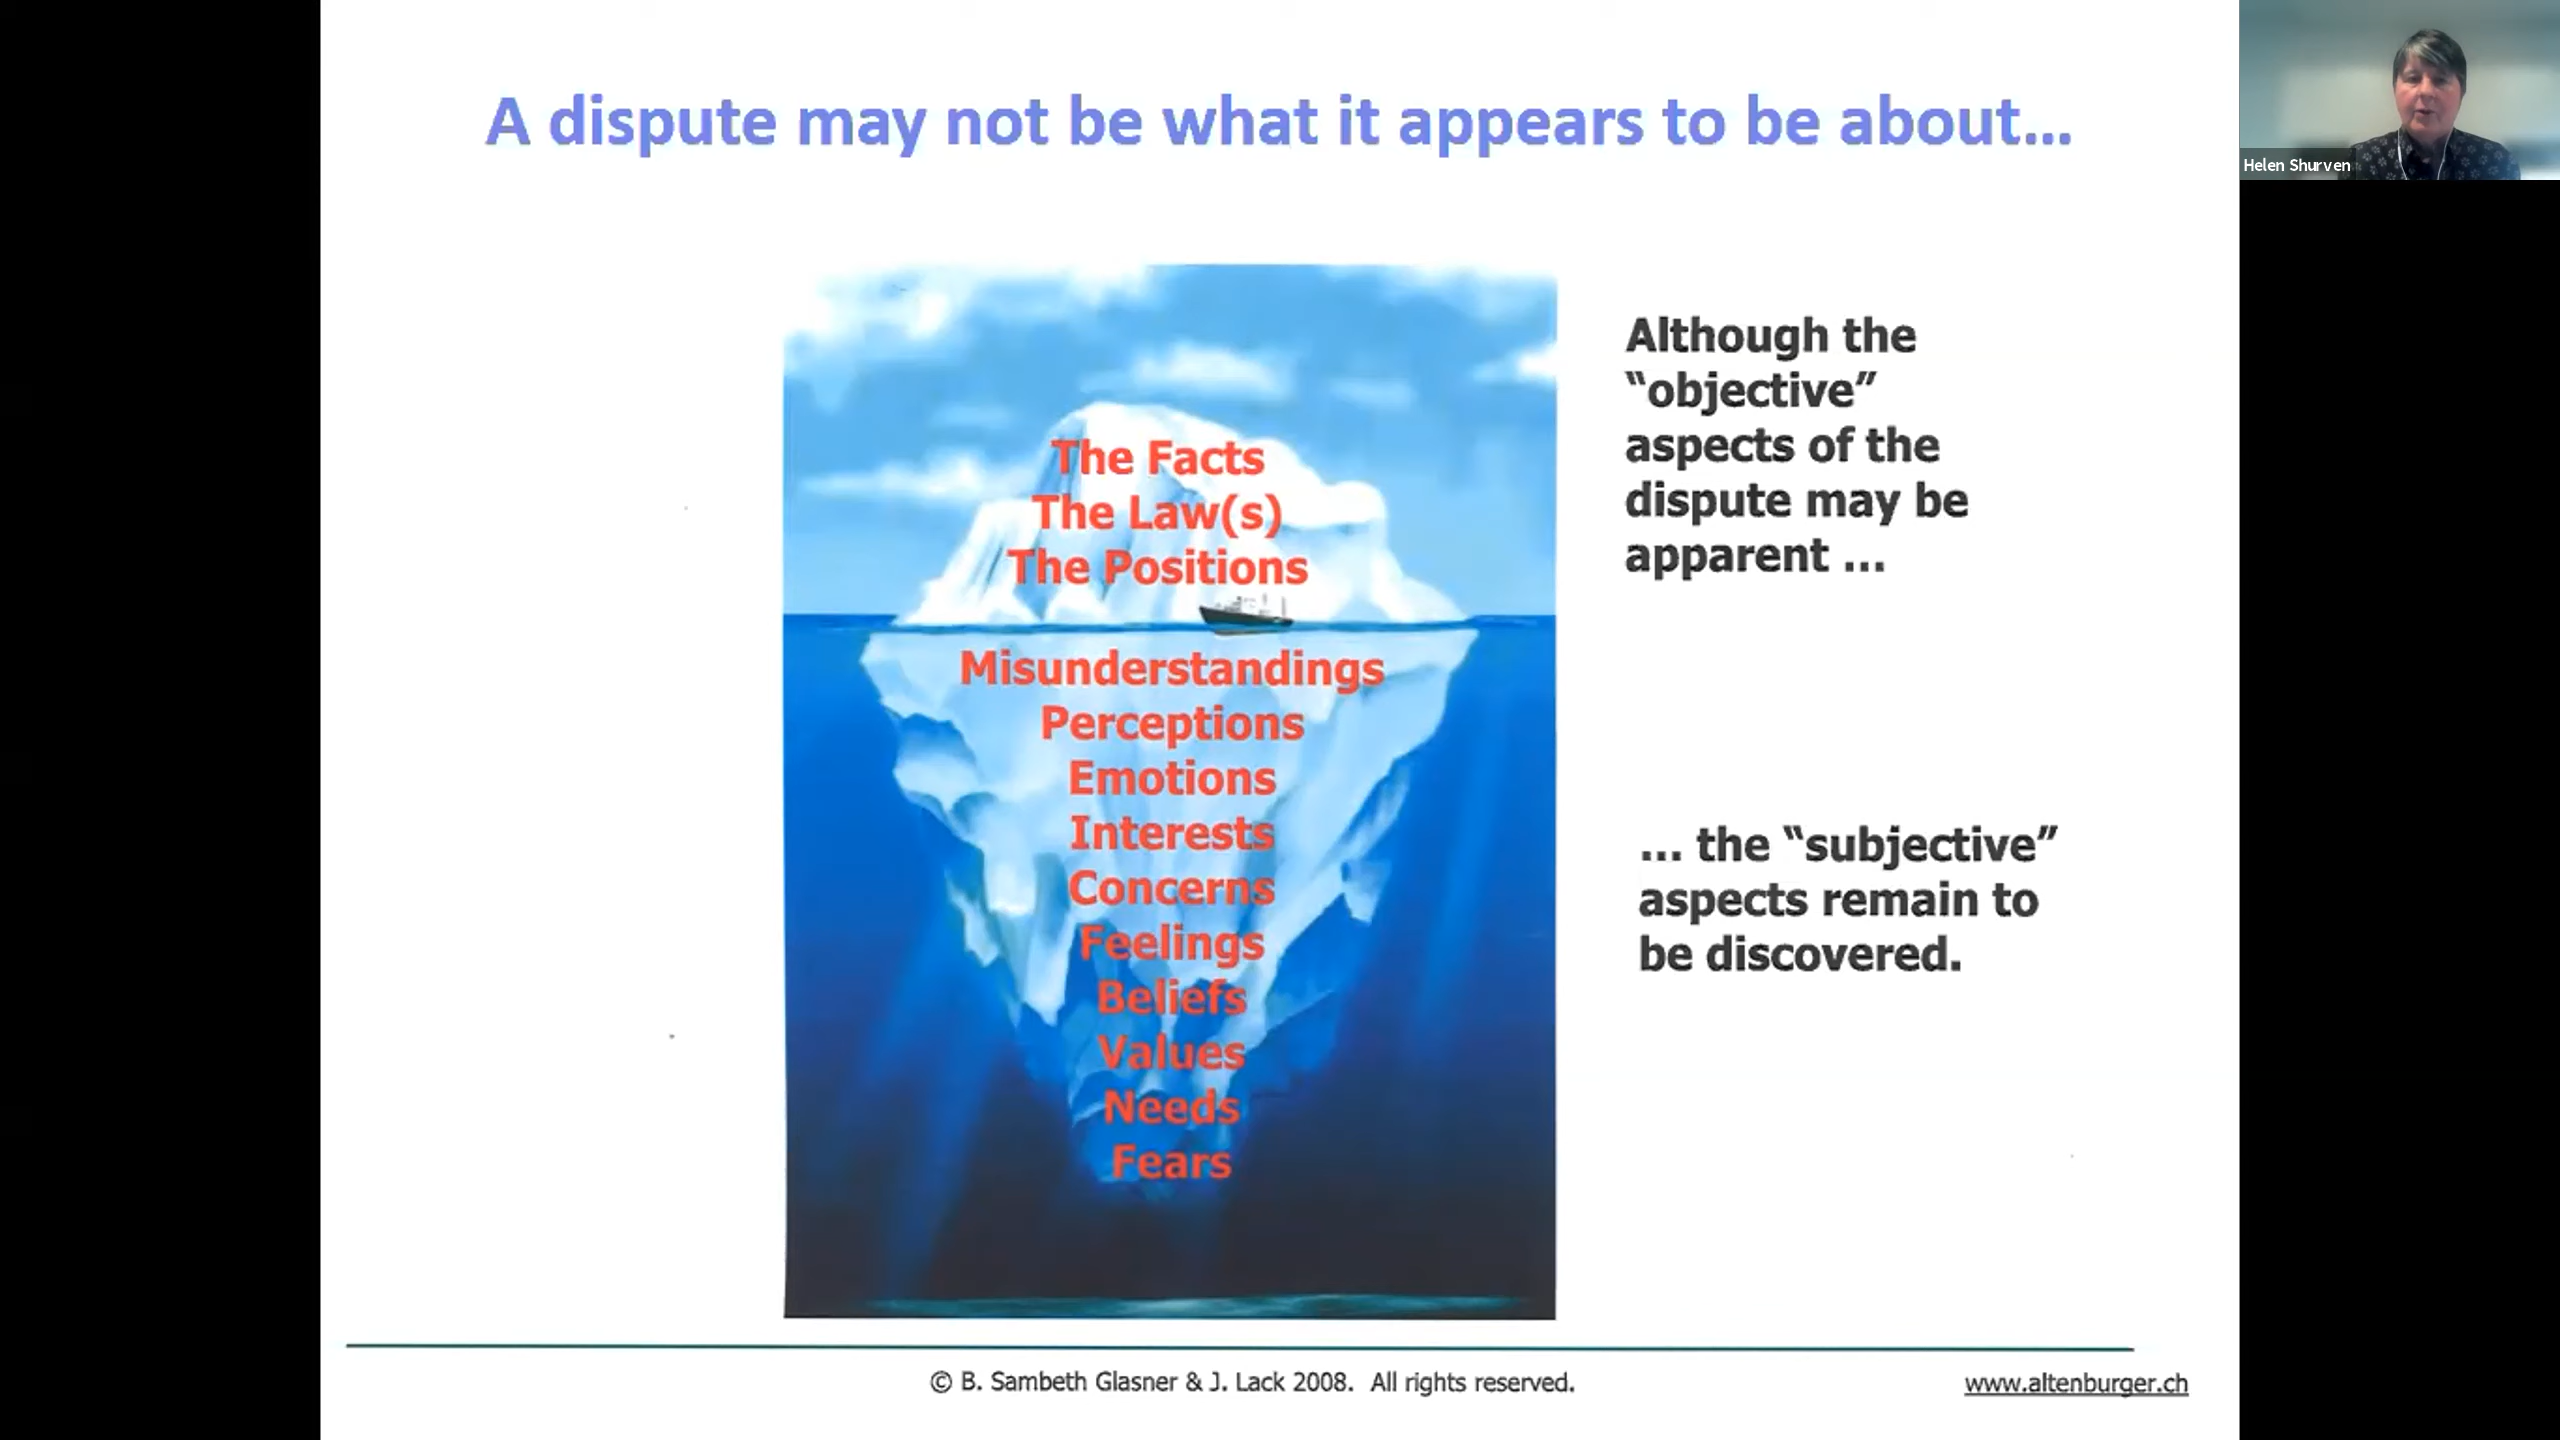 A dispute may not be what it appears to be about...
Helen Shurven
The Facts
The Law(s)
The Positions
Misunderstandings
Perceptions
Emotions
Interests
Concerns
Feelings
Beliefs
Values
Needs
Fears
Although the
“objective”
aspects of the
dispute may be
apparent ...
... the “subjective”
aspects remain to
be discovered.
© B. Sambeth Glasner & J. Lack 2008.  All rights reserved.
www.altenburger.ch